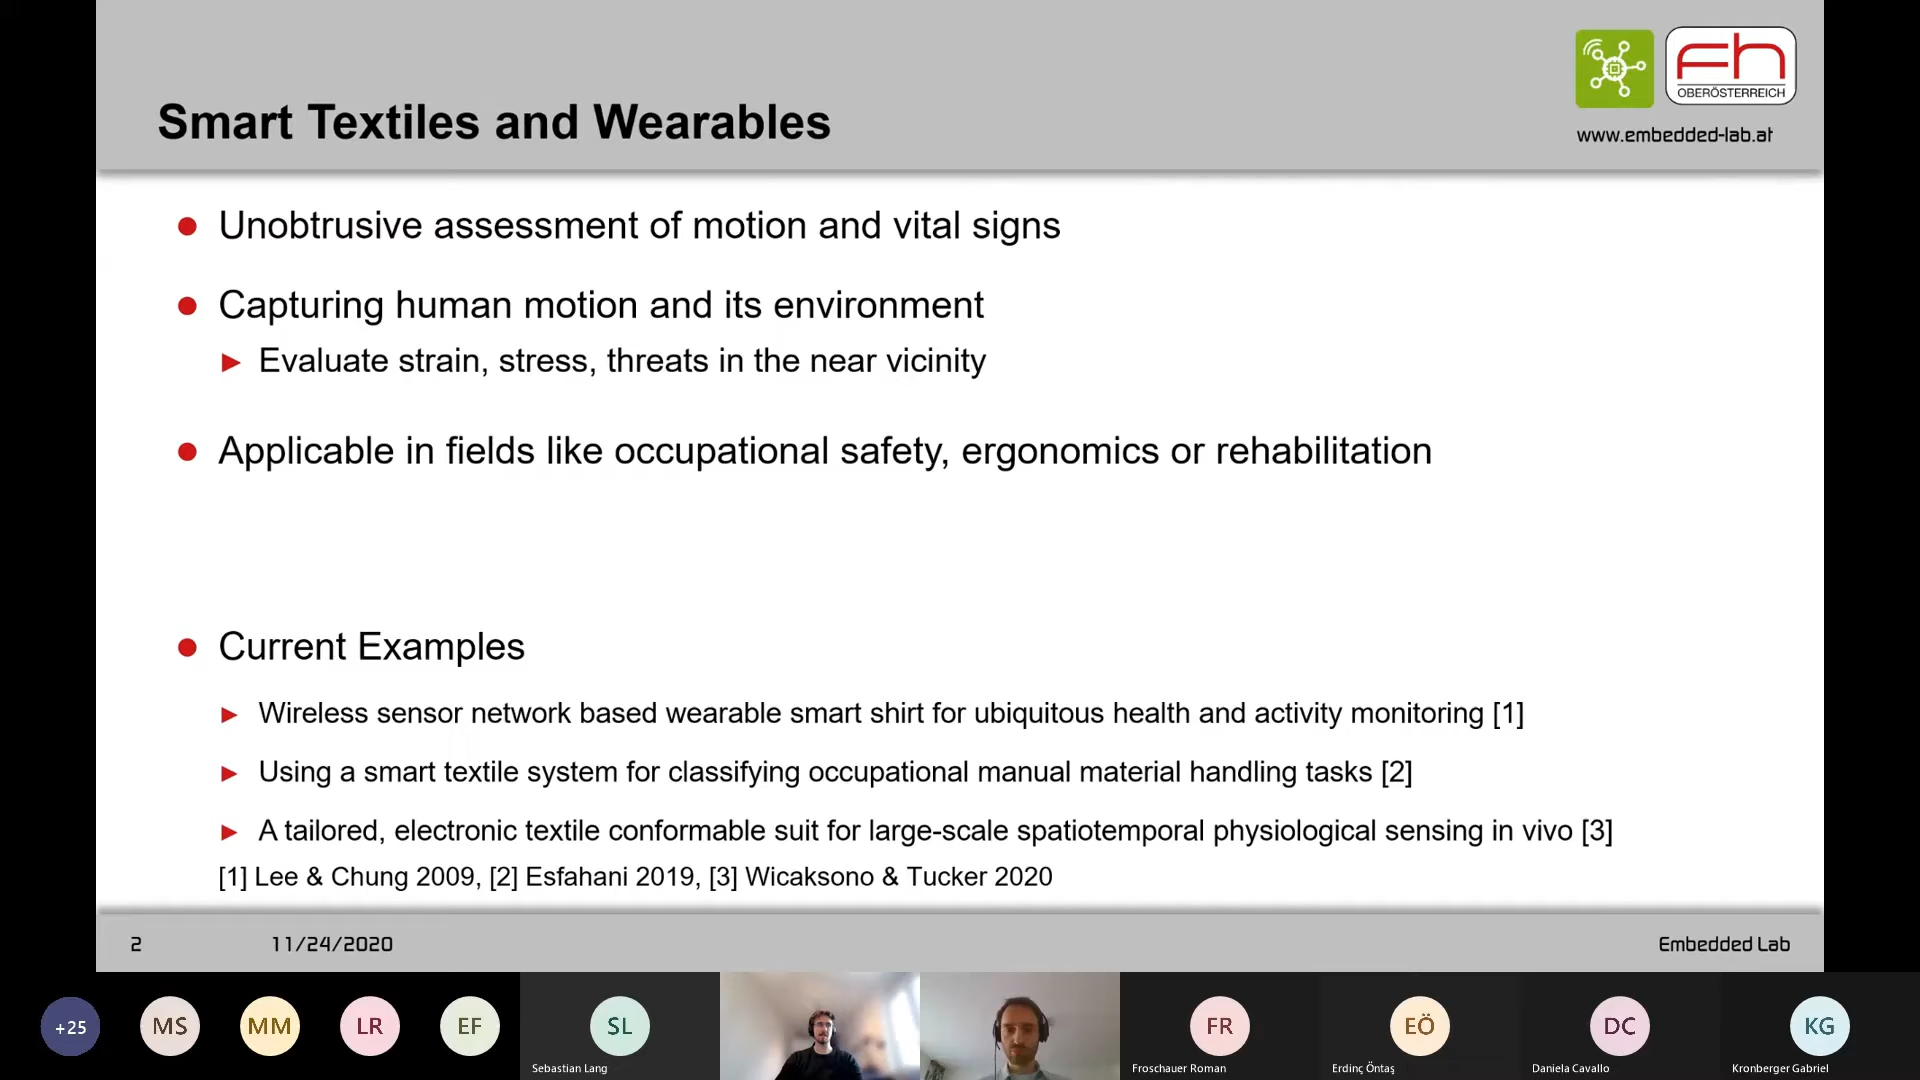 fh
OBERÖSTERREICH
Smart Textiles and Wearables
www.embedded-lab.at
Unobtrusive assessment of motion and vital signs
Capturing human motion and its environment
Evaluate strain, stress, threats in the near vicinity
Applicable in fields like occupational safety, ergonomics or rehabilitation
Current Examples
Wireless sensor network based wearable smart shirt for ubiquitous health and activity monitoring [1]
Using a smart textile system for classifying occupational manual material handling tasks [2]
A tailored, electronic textile conformable suit for large-scale spatiotemporal physiological sensing in vivo [3]
[1] Lee & Chung 2009, [2] Esfahani 2019, [3] Wicaksono & Tucker 2020
2 11/24/2020 Embedded Lab
+25 MS MM LR EF SL FR EÖ DC KG
Sebastian Lang Froschauer Roman Erdinç Öntaş Daniela Cavallo Kronberger Gabriel